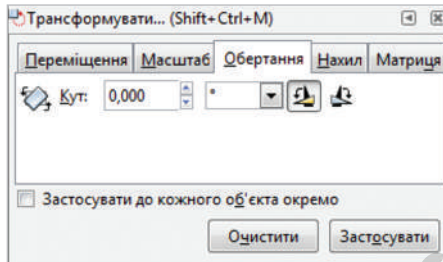 Трансформувати... (Shift+Ctrl+M)
Переміщення Масштаб Обертання Нахил Матриця
Кут: 0,000 °
Застосувати до кожного об'єкта окремо
Очистити Застосувати